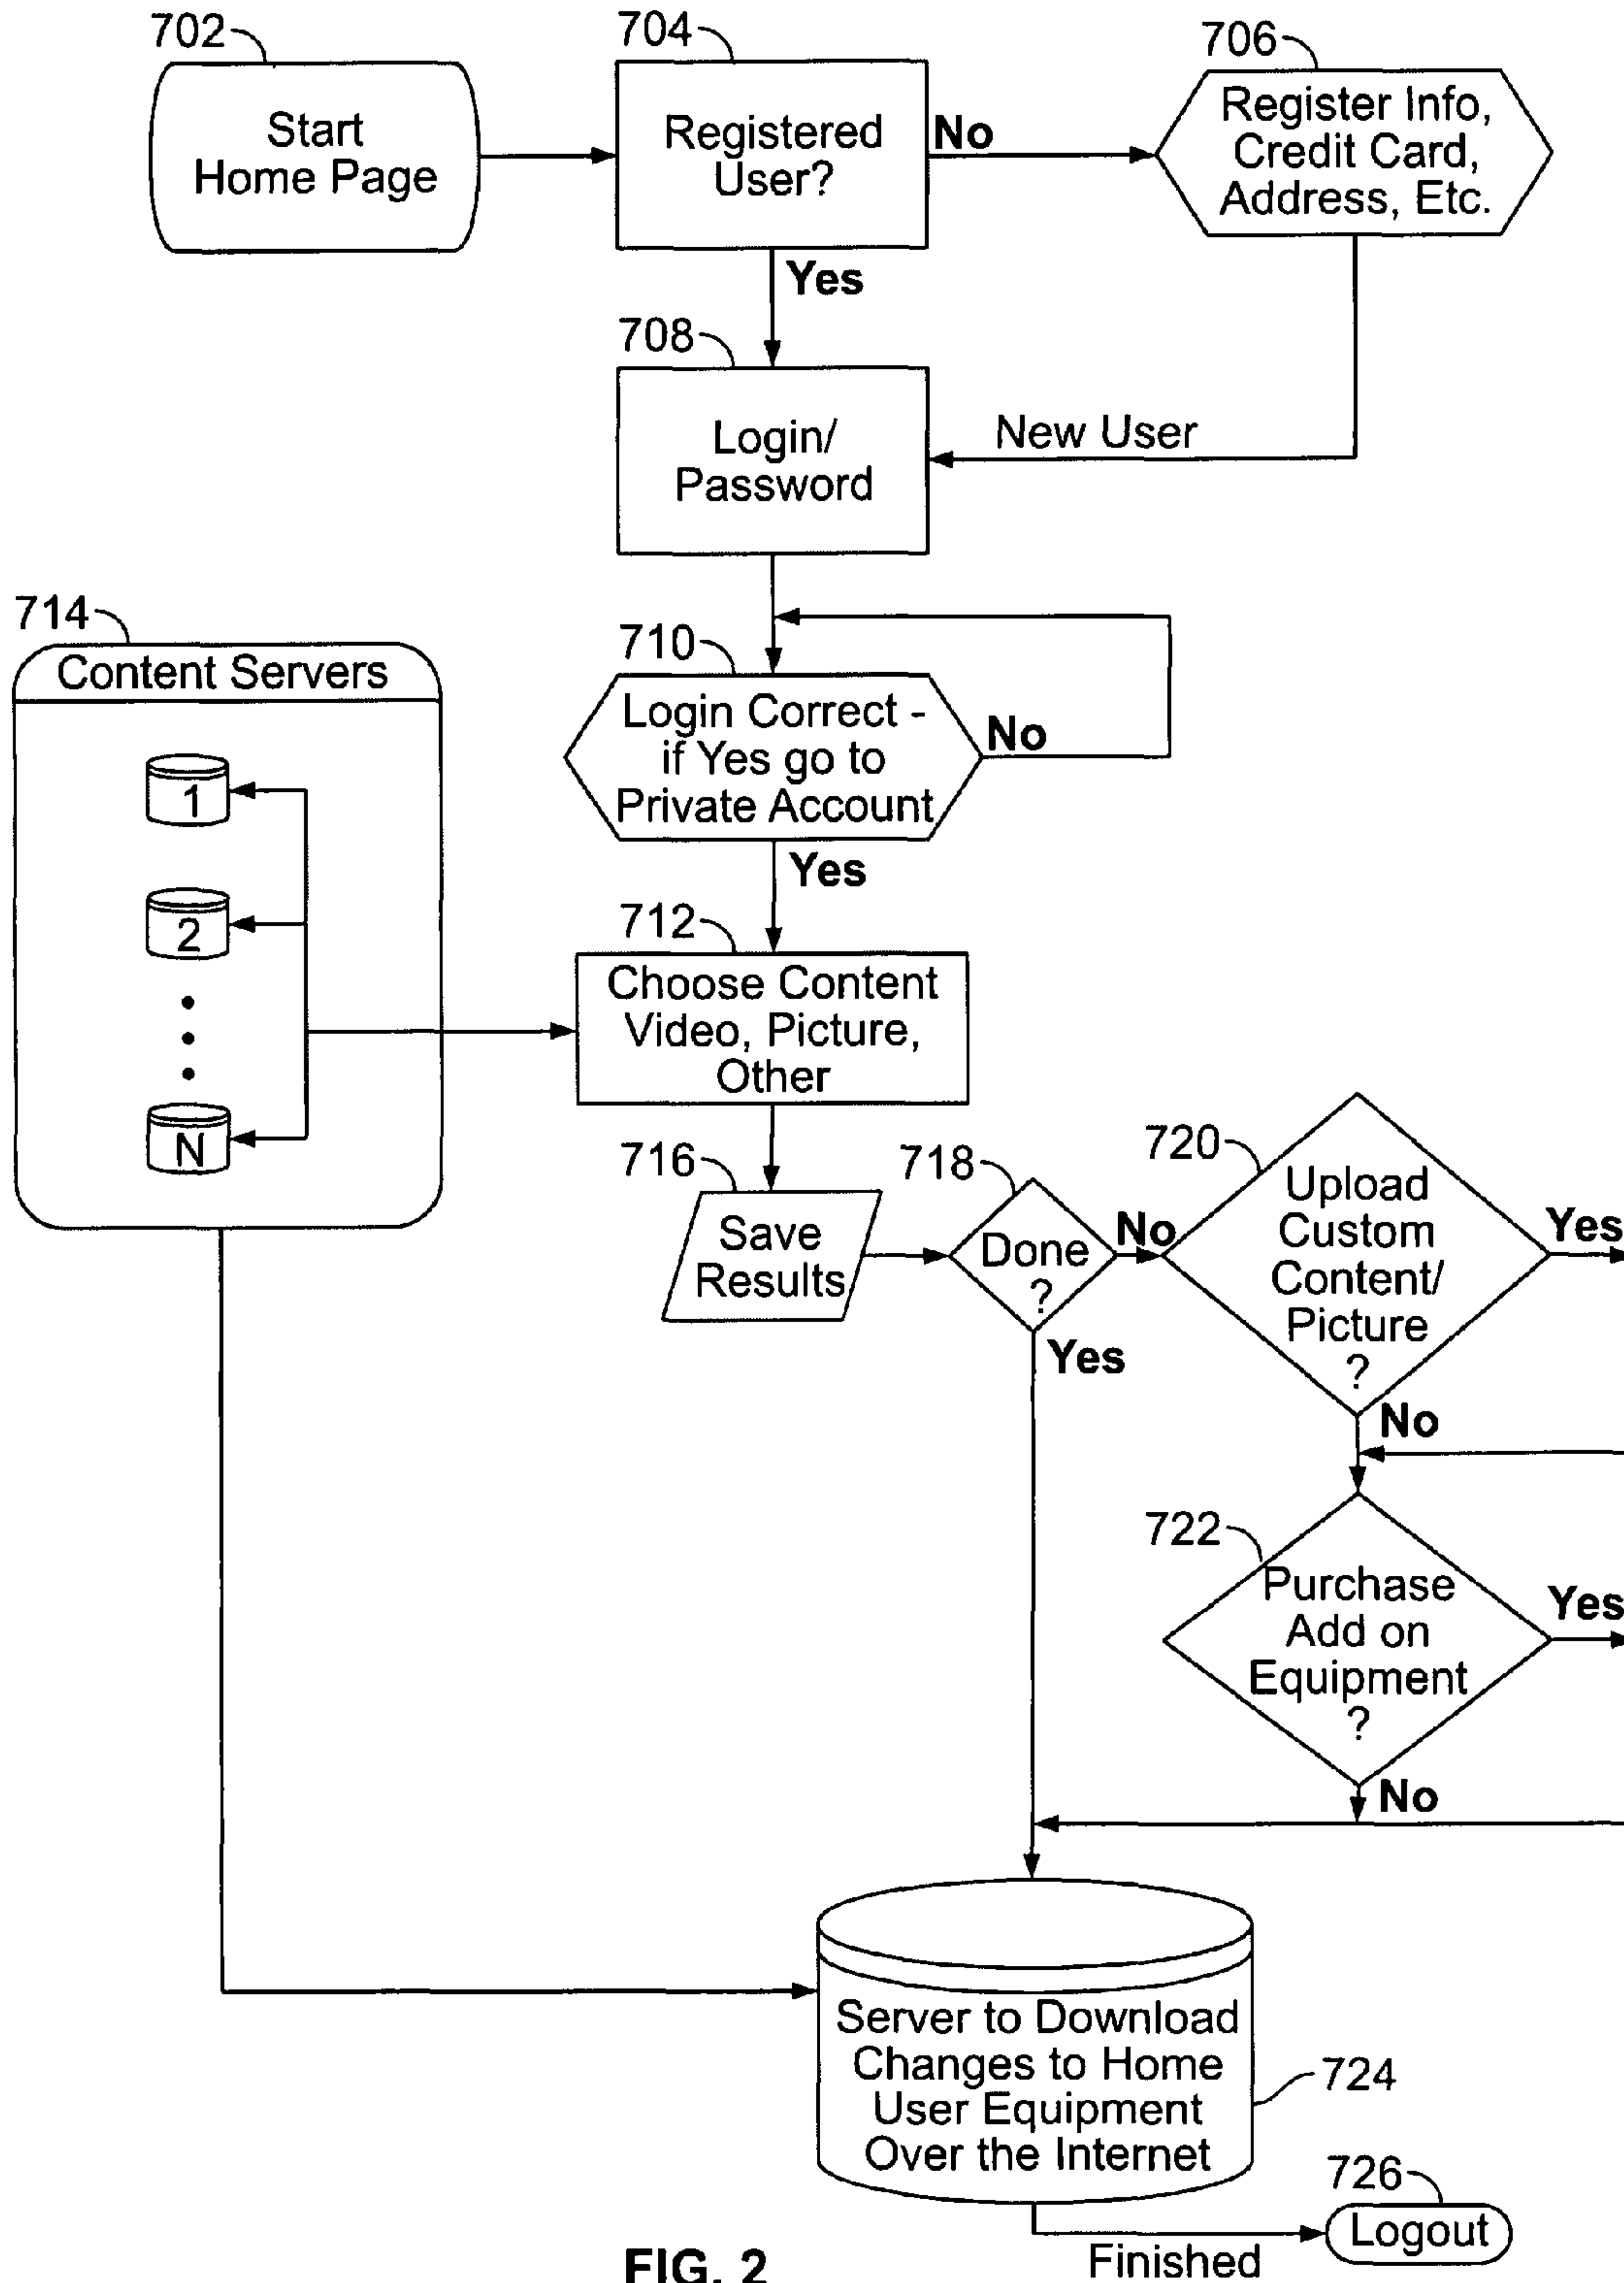 702
Start
Home Page
704
Registered
User?
No
706
Register Info,
Credit Card,
Address, Etc.
Yes
708
Login/
Password
New User
710
Login Correct -
if Yes go to
Private Account
No
Yes
714
Content Servers
1
2
N
712
Choose Content
Video, Picture,
Other
716
Save
Results
718
Done
?
No
Yes
720
Upload
Custom
Content/
Picture
?
Yes
No
722
Purchase
Add on
Equipment
?
Yes
No
Server to Download
Changes to Home
User Equipment
Over the Internet
724
726
Logout
Finished
FIG. 2